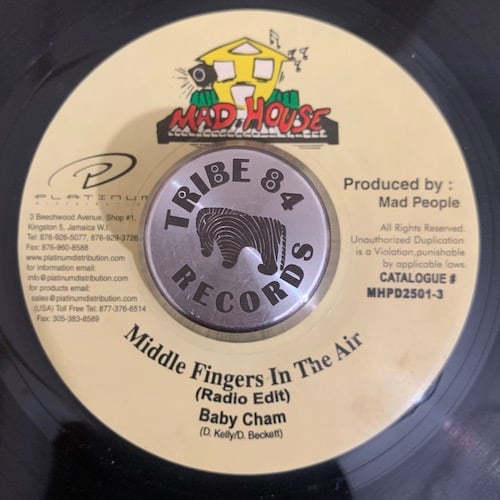 MAD HOUSE
TRIBE 84
RECORDS
PLATINUM
DISTRIBUTION
2 Beechwood Avenue, Shop #1,
Kingston 5, Jamaica W.I.
Tel: 876-926-5077, 876-929-3726
Fax: 876-960-8588
www.platinumdistribution.com
for information email:
info@platinumdistribution.com
for products email:
sales@platinumdistribution.com
(USA) Toll Free Tel: 877-376-6514
Fax: 305-383-8589
Produced by :
Mad People
All Rights Reserved.
Unauthorized Duplication
is a Violation,punishable
by applicable laws.
CATALOGUE #
MHPD2501-3
Middle Fingers In The Air
(Radio Edit)
Baby Cham
(D. Kelly/D. Beckett)